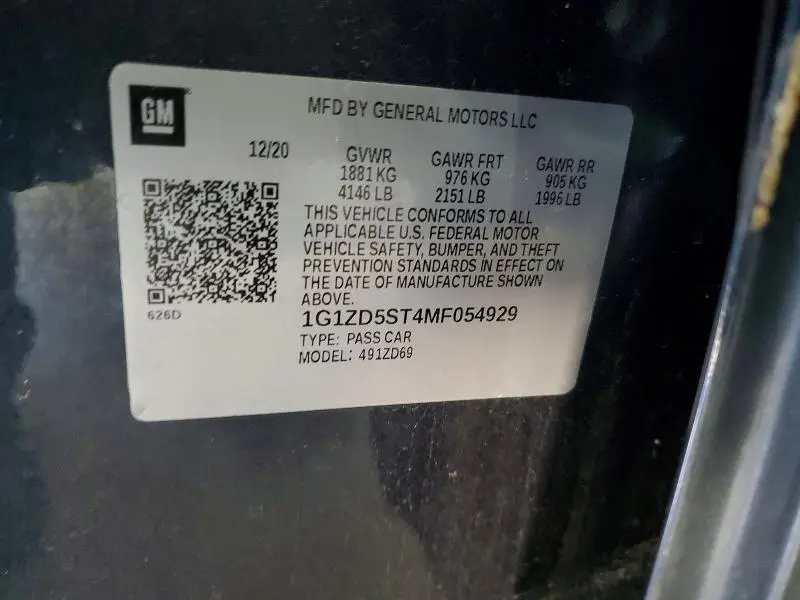 GM
MFD BY GENERAL MOTORS LLC
12/20 GVWR GAWR FRT GAWR RR
1881 KG 976 KG 905 KG
4146 LB 2151 LB 1996 LB
THIS VEHICLE CONFORMS TO ALL
APPLICABLE U.S. FEDERAL MOTOR
VEHICLE SAFETY, BUMPER, AND THEFT
PREVENTION STANDARDS IN EFFECT ON
THE DATE OF MANUFACTURE SHOWN
ABOVE.
626D
1G1ZD5ST4MF054929
TYPE: PASS CAR
MODEL: 491ZD69